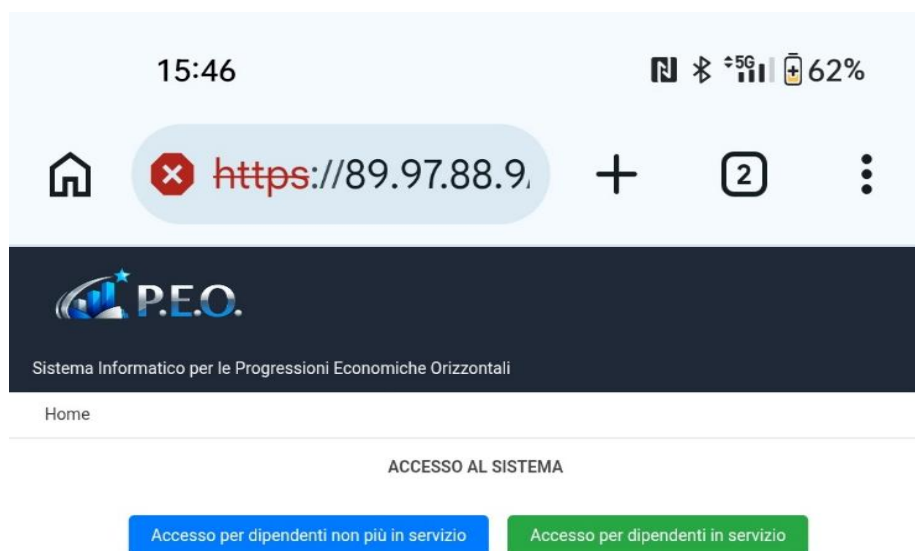 15:46 5G 62%
https://89.97.88.9 2
P.E.O.
Sistema Informatico per le Progressioni Economiche Orizzontali
Home
ACCESSO AL SISTEMA
Accesso per dipendenti non più in servizio Accesso per dipendenti in servizio